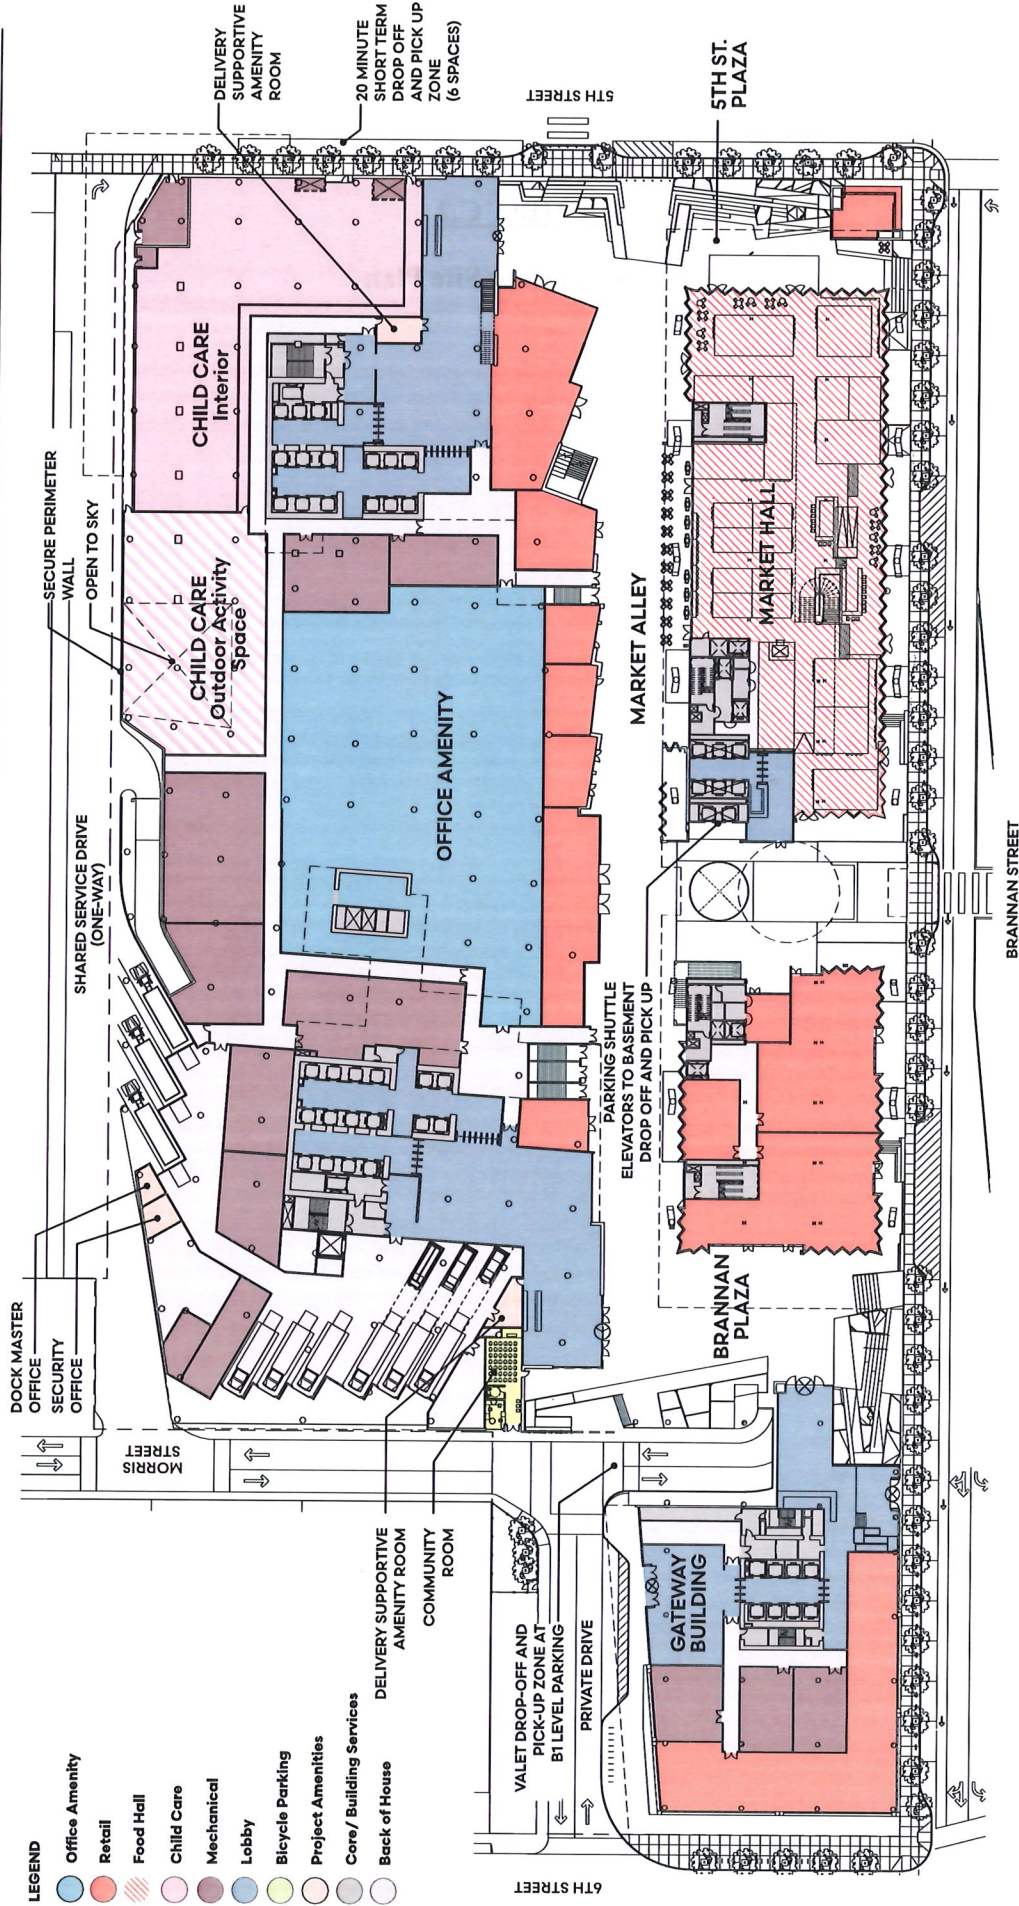 LEGEND
Office Amenity
Retail
Food Hall
Child Care
Mechanical
Lobby
Bicycle Parking
Project Amenities
Core/ Building Services
Back of House
DOCK MASTER
OFFICE
SECURITY
OFFICE
SHARED SERVICE DRIVE
(ONE-WAY)
SECURE PERIMETER
WALL
OPEN TO SKY
DELIVERY
SUPPORTIVE
AMENITY
ROOM
20 MINUTE
SHORT TERM
DROP OFF
AND PICK UP
ZONE
(6 SPACES)
MORRIS
STREET
CHILD CARE
Outdoor Activity
Space
CHILD CARE
Interior
OFFICE AMENITY
DELIVERY SUPPORTIVE
AMENITY ROOM
COMMUNITY
ROOM
VALET DROP-OFF AND
PICK-UP ZONE AT
B1 LEVEL PARKING
PRIVATE DRIVE
PARKING SHUTTLE
ELEVATORS TO BASEMENT
DROP OFF AND PICK UP
MARKET ALLEY
5TH STREET
5TH ST.
PLAZA
GATEWAY
BUILDING
BRANNAN
PLAZA
MARKET HALL
6TH STREET
BRANNAN STREET